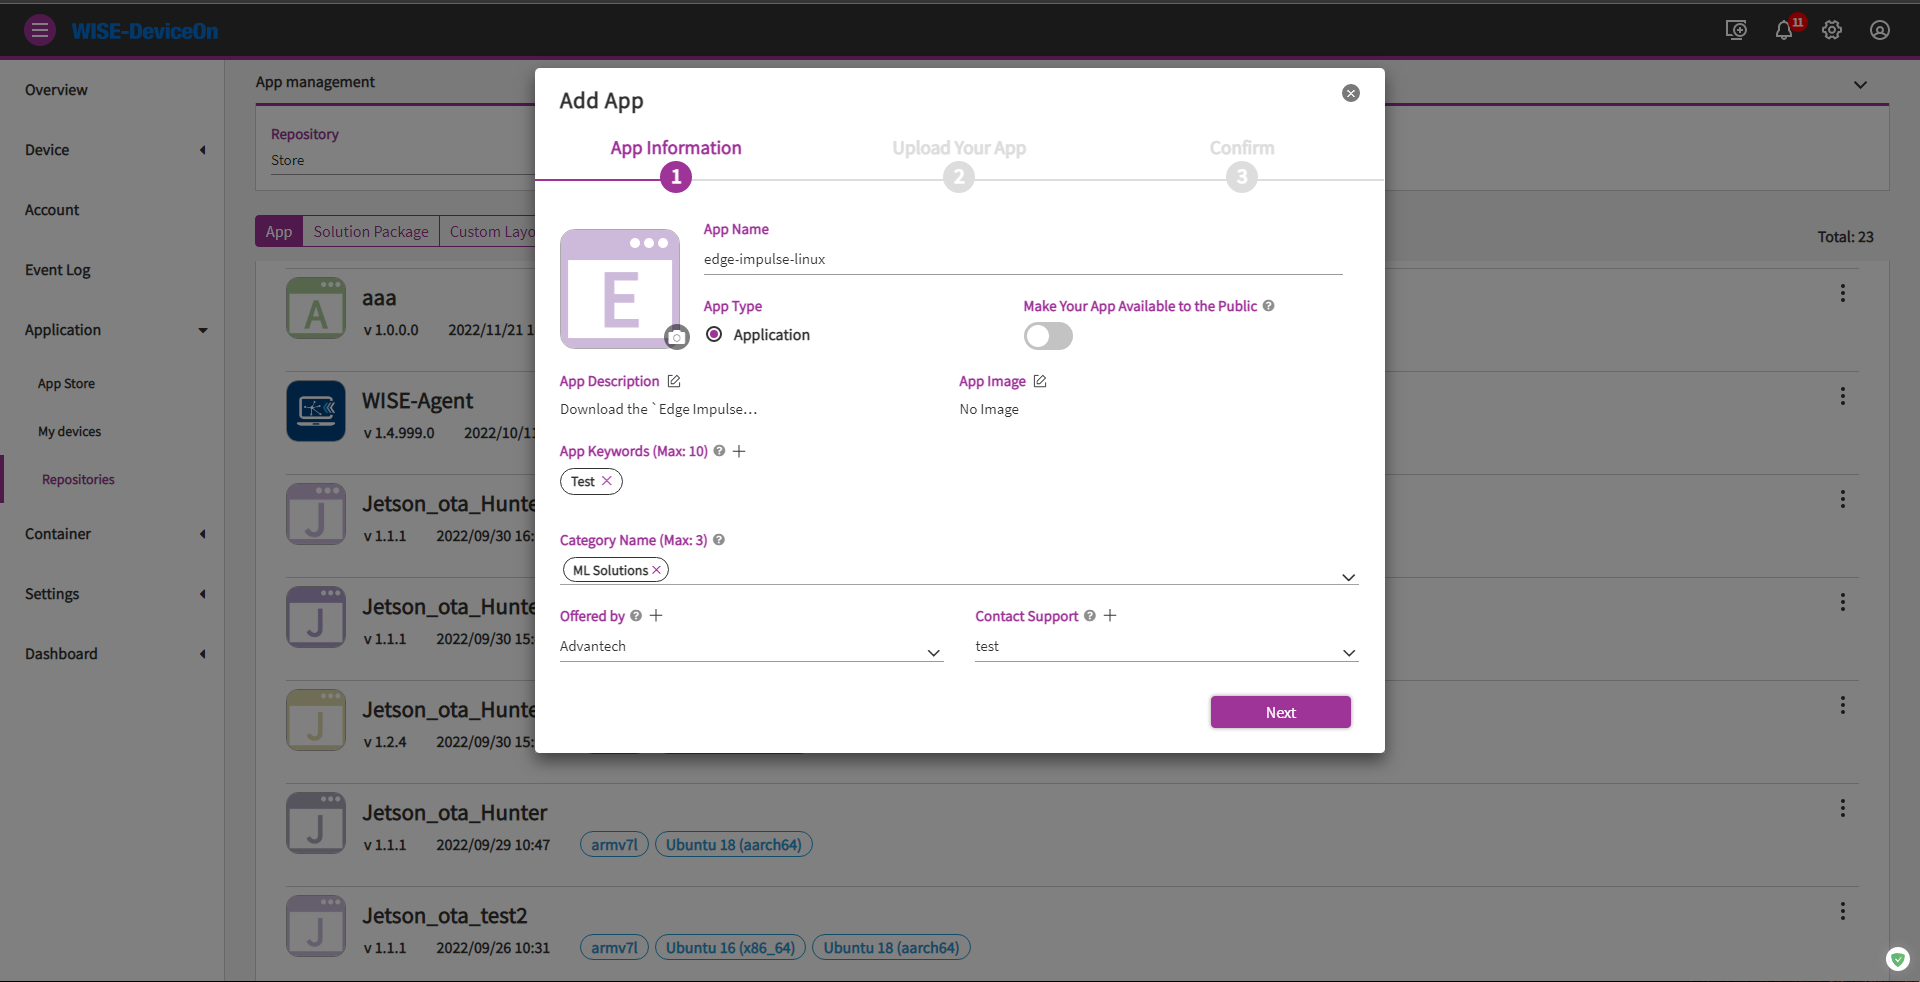 WISE-DeviceOn
11
Overview
Device
Account
Event Log
Application
App Store
My devices
Repositories
Container
Settings
Dashboard
App management
Repository
Store
App
Solution Package
Custom Layo
Total: 23
A
aaa
v 1.0.0.0 2022/11/21 1
WISE-Agent
v 1.4.999.0 2022/10/11
J
Jetson_ota_Hunte
v 1.1.1 2022/09/30 16:
J
Jetson_ota_Hunte
v 1.1.1 2022/09/30 15:
J
Jetson_ota_Hunte
v 1.2.4 2022/09/30 15:
J
Jetson_ota_Hunter
v 1.1.1 2022/09/29 10:47 armv7l Ubuntu 18 (aarch64)
J
Jetson_ota_test2
v 1.1.1 2022/09/26 10:31 armv7l Ubuntu 16 (x86_64) Ubuntu 18 (aarch64)
Add App
App Information Upload Your App Confirm
1 2 3
E
App Name
edge-impulse-linux
App Type
Application
Make Your App Available to the Public ?
App Description
Download the `Edge Impulse…
App Image
No Image
App Keywords (Max: 10) ? +
Test ×
Category Name (Max: 3) ?
ML Solutions ×
Offered by ? +
Advantech
Contact Support ? +
test
Next